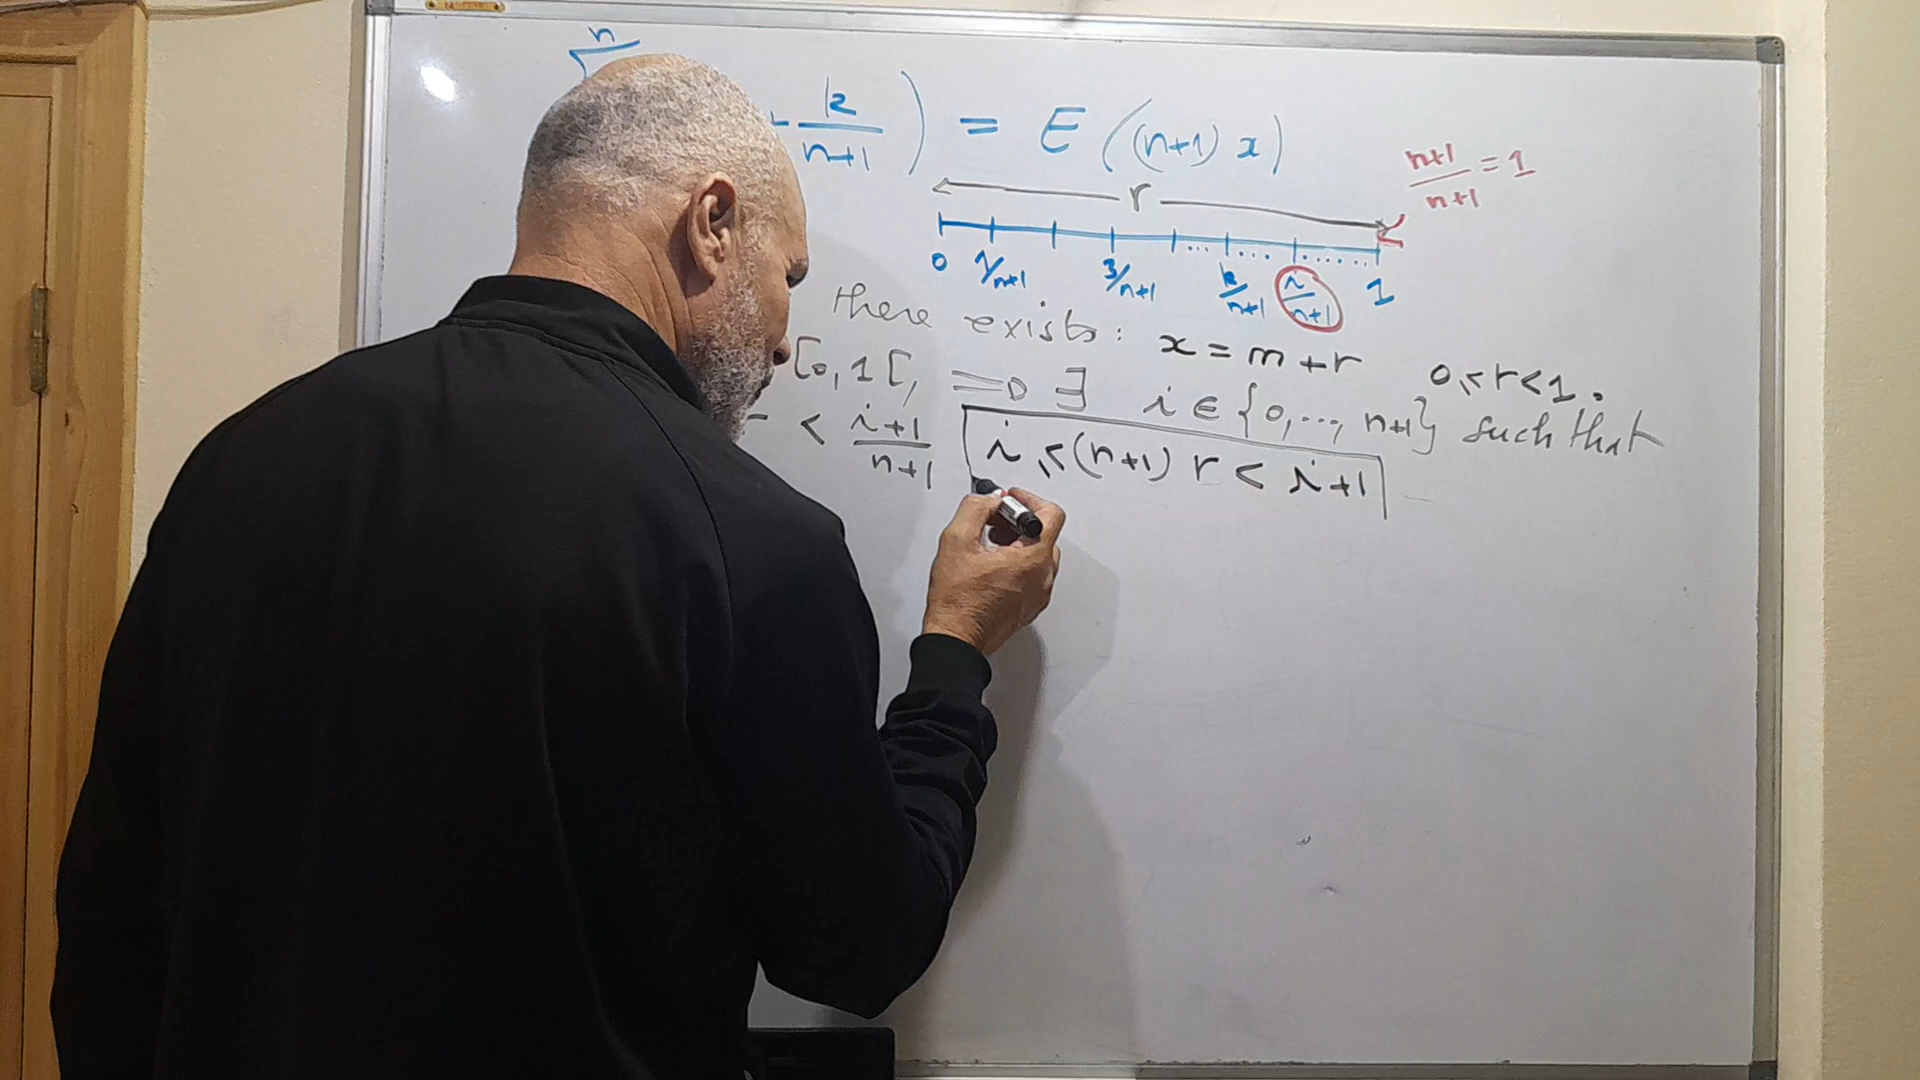 n
∑ + k/(n+1) ) = E ((n+1) x)
(n+1)/(n+1) = 1
r
0 1/n+1 3/n+1 ... k/n+1 .... i/n+1 ...... 1
there exists : x = m + r 0 ⩽ r < 1 .
[0, 1[, => ∃ i ∈ {0, ..., n+1} such that
r < (i+1)/(n+1) i ⩽ (n+1) r < i+1